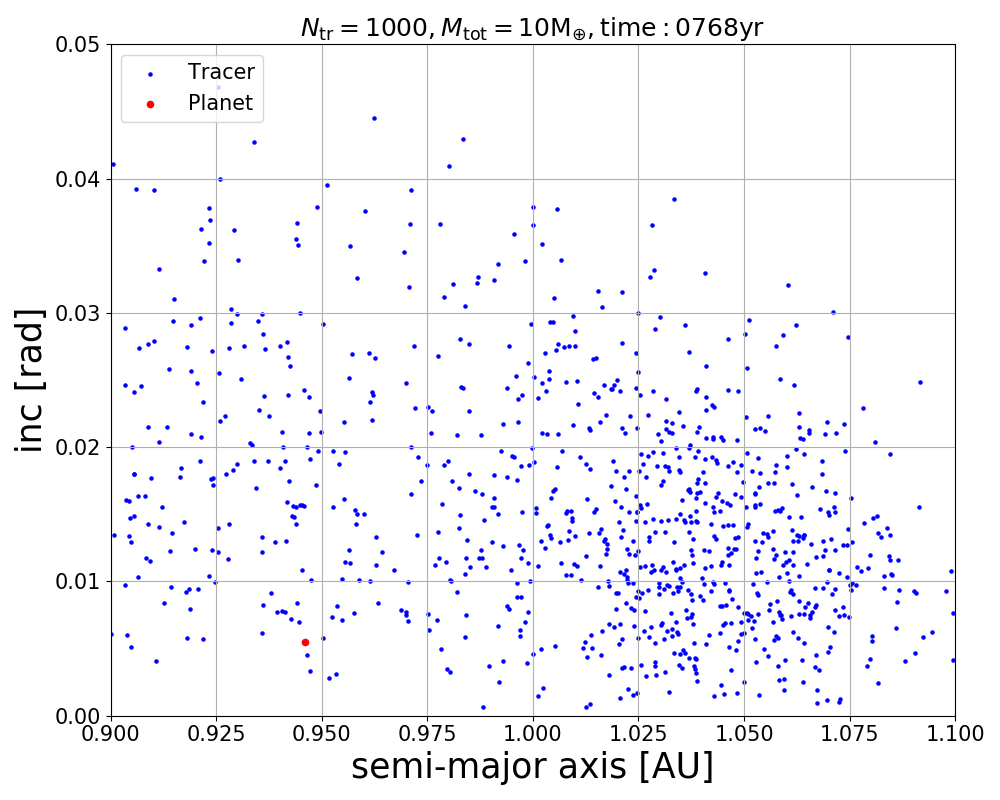 N_tr = 1000, M_tot = 10M_⊕, time : 0768yr
Tracer
Planet
inc [rad]
0.05
0.04
0.03
0.02
0.01
0.00
0.900 0.925 0.950 0.975 1.000 1.025 1.050 1.075 1.100
semi-major axis [AU]